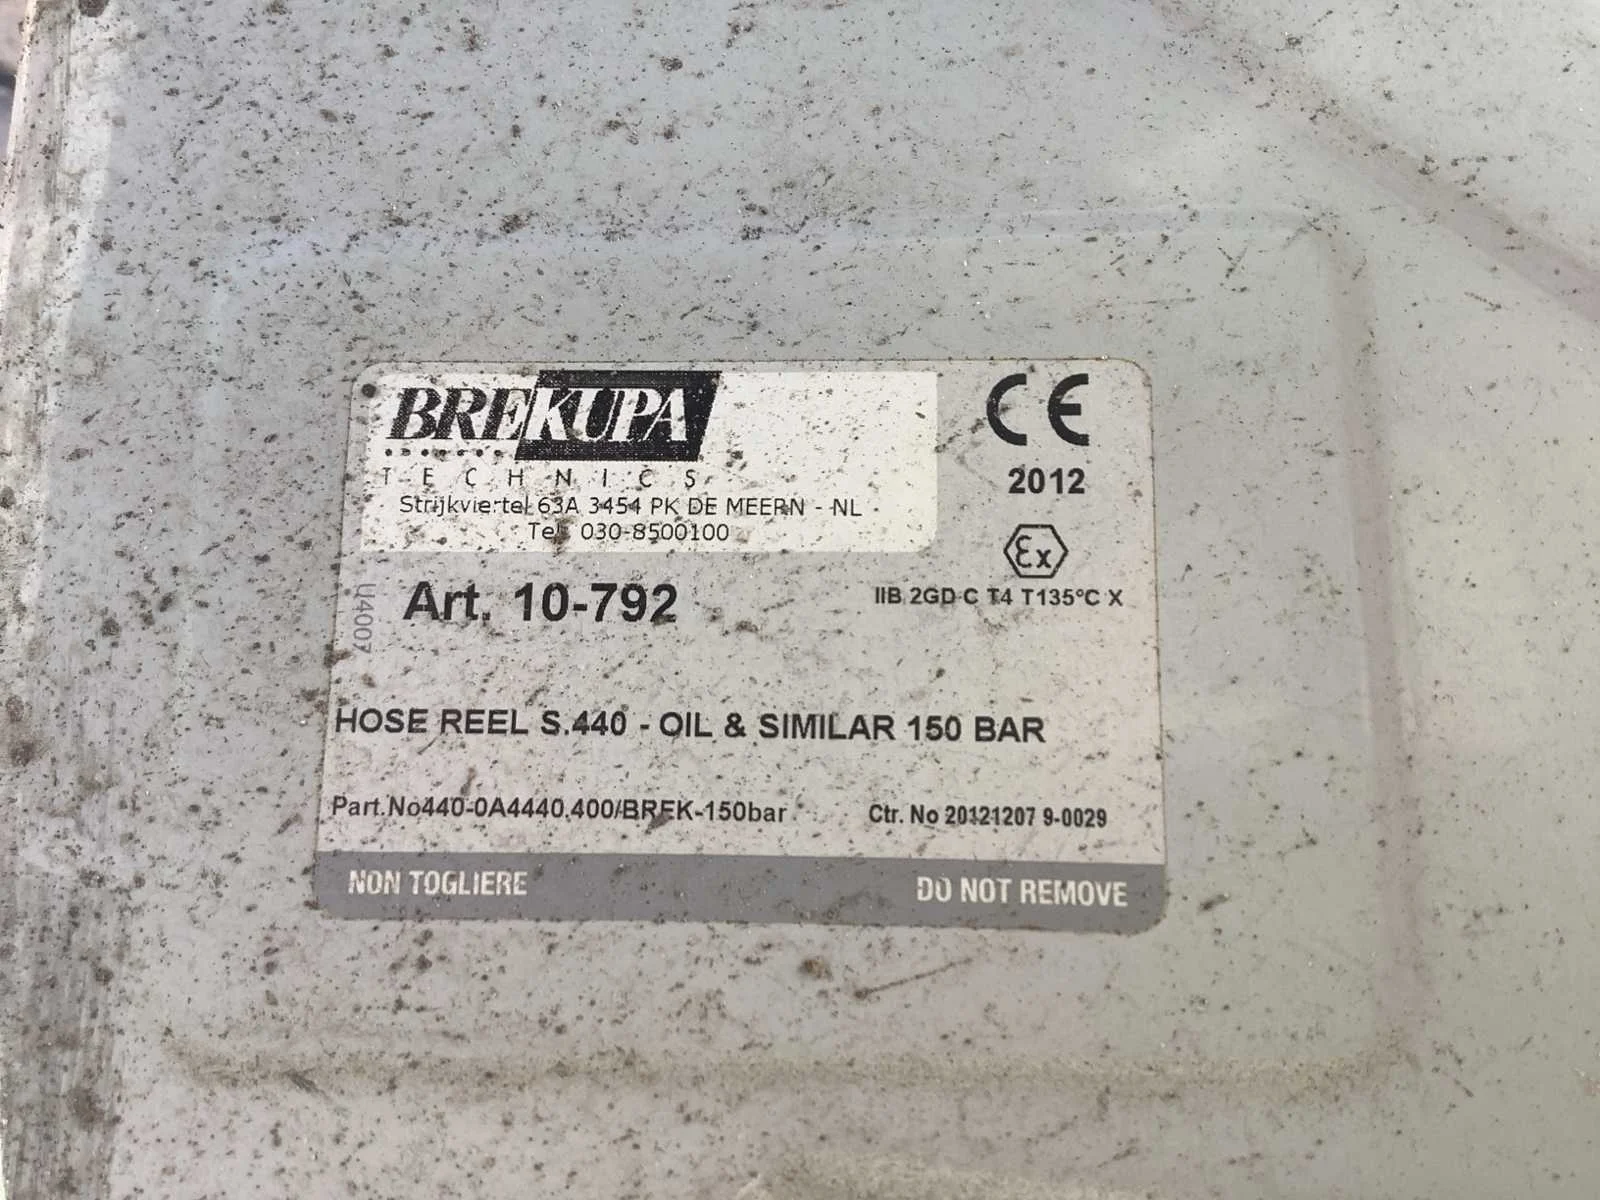 BREKUPA
TECHNICS
Strijkviertel 63A 3454 PK DE MEERN - NL
Tel. 030-8500100
CE
2012
Ex
IIB 2GD C T4 T135°C X
U4007
Art. 10-792
HOSE REEL S.440 - OIL & SIMILAR 150 BAR
Part.No440-0A4440.400/BREK-150bar
Ctr. No 20121207 9-0029
NON TOGLIERE
DO NOT REMOVE